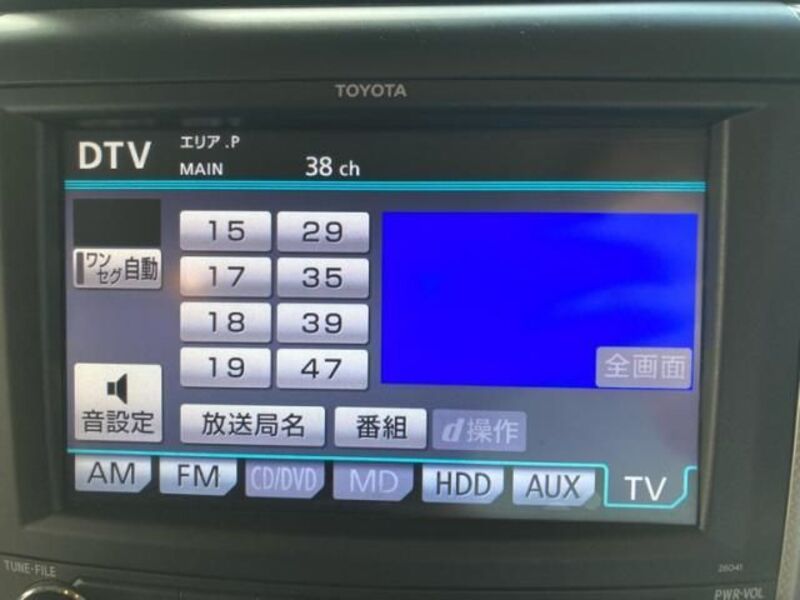 TOYOTA
DTV エリア.P
MAIN 38 ch
15 29
ワンセグ自動
17 35
18 39
19 47
全画面
音設定 放送局名 番組 d操作
AM FM CD/DVD MD HDD AUX TV
TUNE·FILE
26041
PWR·VOL